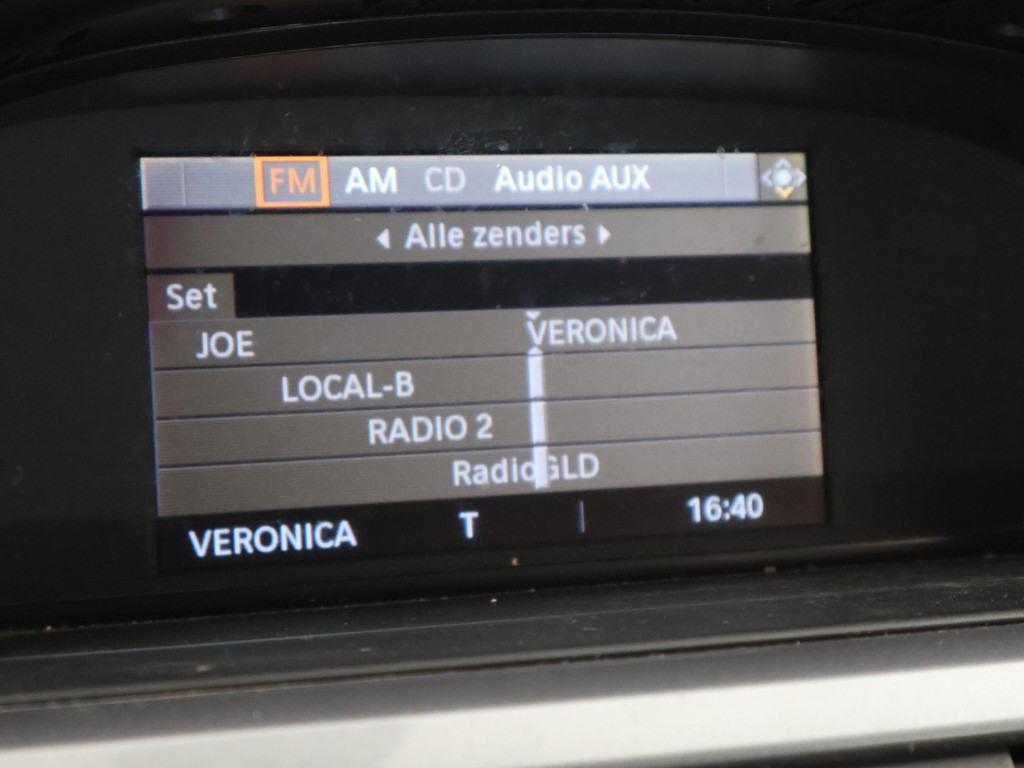 FM AM CD Audio AUX
Alle zenders
Set
JOE VERONICA
LOCAL-B
RADIO 2
RadioGLD
VERONICA T 16:40